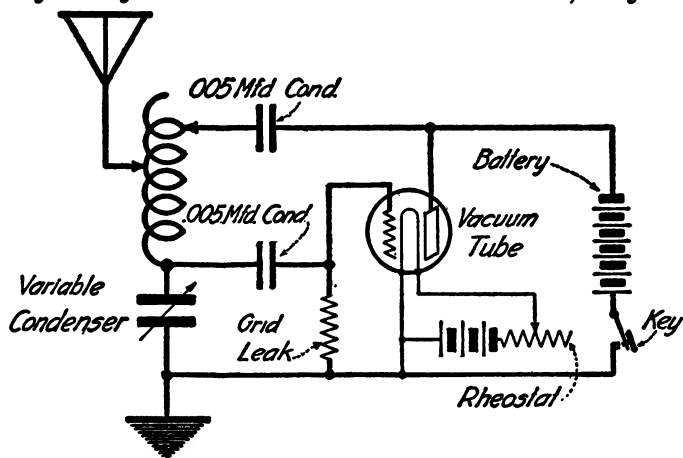 .005 Mfd Cond.
Battery
.005 Mfd Cond
Vacuum
Tube
Variable
Condenser
Grid
Leak
Key
Rheostat